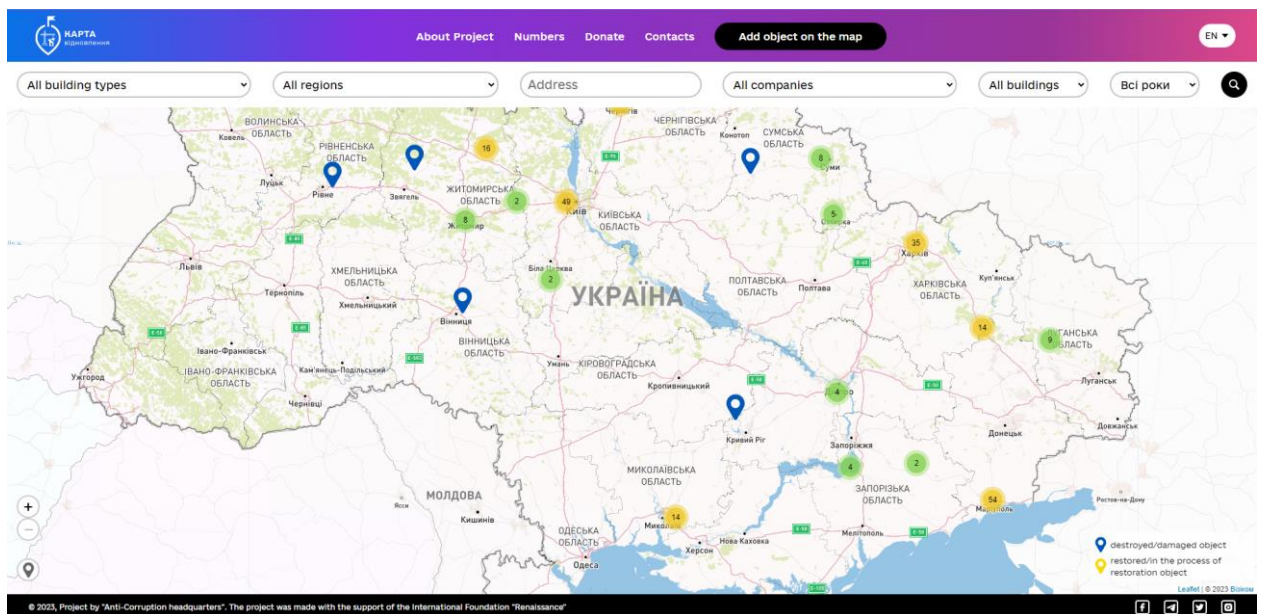 КАРТА
ВІДНОВЛЕННЯ
About Project Numbers Donate Contacts Add object on the map EN
All building types All regions Address All companies All buildings Всі роки
Чернігів
ВОЛИНСЬКА
ОБЛАСТЬ
Ковель
ЧЕРНІГІВСЬКА
ОБЛАСТЬ
Конотоп
СУМСЬКА
ОБЛАСТЬ
РІВНЕНСЬКА
ОБЛАСТЬ
16
8
Суми
Луцьк
Рівне
Звягель
ЖИТОМИРСЬКА
ОБЛАСТЬ
2
49
Київ
КИЇВСЬКА
ОБЛАСТЬ
8
Житомир
5
35
Харків
Львів
Тернопіль
ХМЕЛЬНИЦЬКА
ОБЛАСТЬ
Хмельницький
Біла Церква
2
УКРАЇНА
ПОЛТАВСЬКА
ОБЛАСТЬ
Полтава
ХАРКІВСЬКА
ОБЛАСТЬ
Куп'янськ
Вінниця
ВІННИЦЬКА
ОБЛАСТЬ
14
ЛУГАНСЬКА
ОБЛАСТЬ
9
Івано-Франківськ
ІВАНО-ФРАНКІВСЬКА
ОБЛАСТЬ
Кам'янець-Подільський
Умань
КІРОВОГРАДСЬКА
ОБЛАСТЬ
Кропивницький
Ужгород
Чернівці
4
Луганськ
Кривий Ріг
Запоріжжя
Донецьк
Довжанськ
МИКОЛАЇВСЬКА
ОБЛАСТЬ
4
2
ЗАПОРІЗЬКА
ОБЛАСТЬ
МОЛДОВА
Ясси
Кишинів
54
Маріуполь
Ростов-на-Дону
14
ОДЕСЬКА
ОБЛАСТЬ
Одеса
Херсон
Нова Каховка
Мелітополь
+
−
destroyed/damaged object
restored/in the process of
restoration object
Leaflet | © 2023 Візіком
© 2023, Project by "Anti-Corruption headquarters". The project was made with the support of the International Foundation "Renaissance"